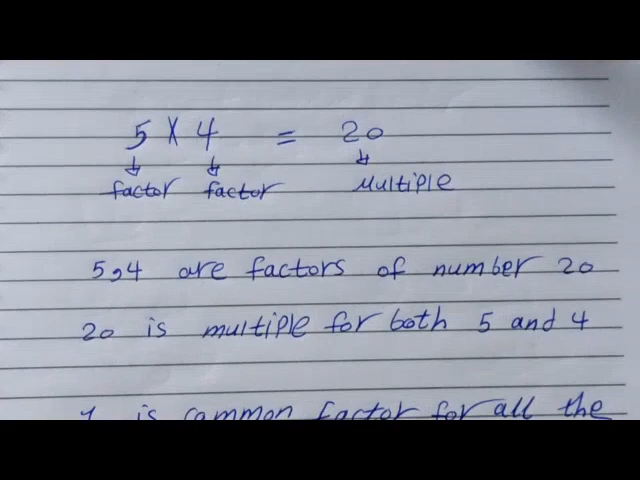 5 X 4 = 20
factor factor Multiple
5,4 are factors of number 20
20 is multiple for both 5 and 4
1 is common factor for all the